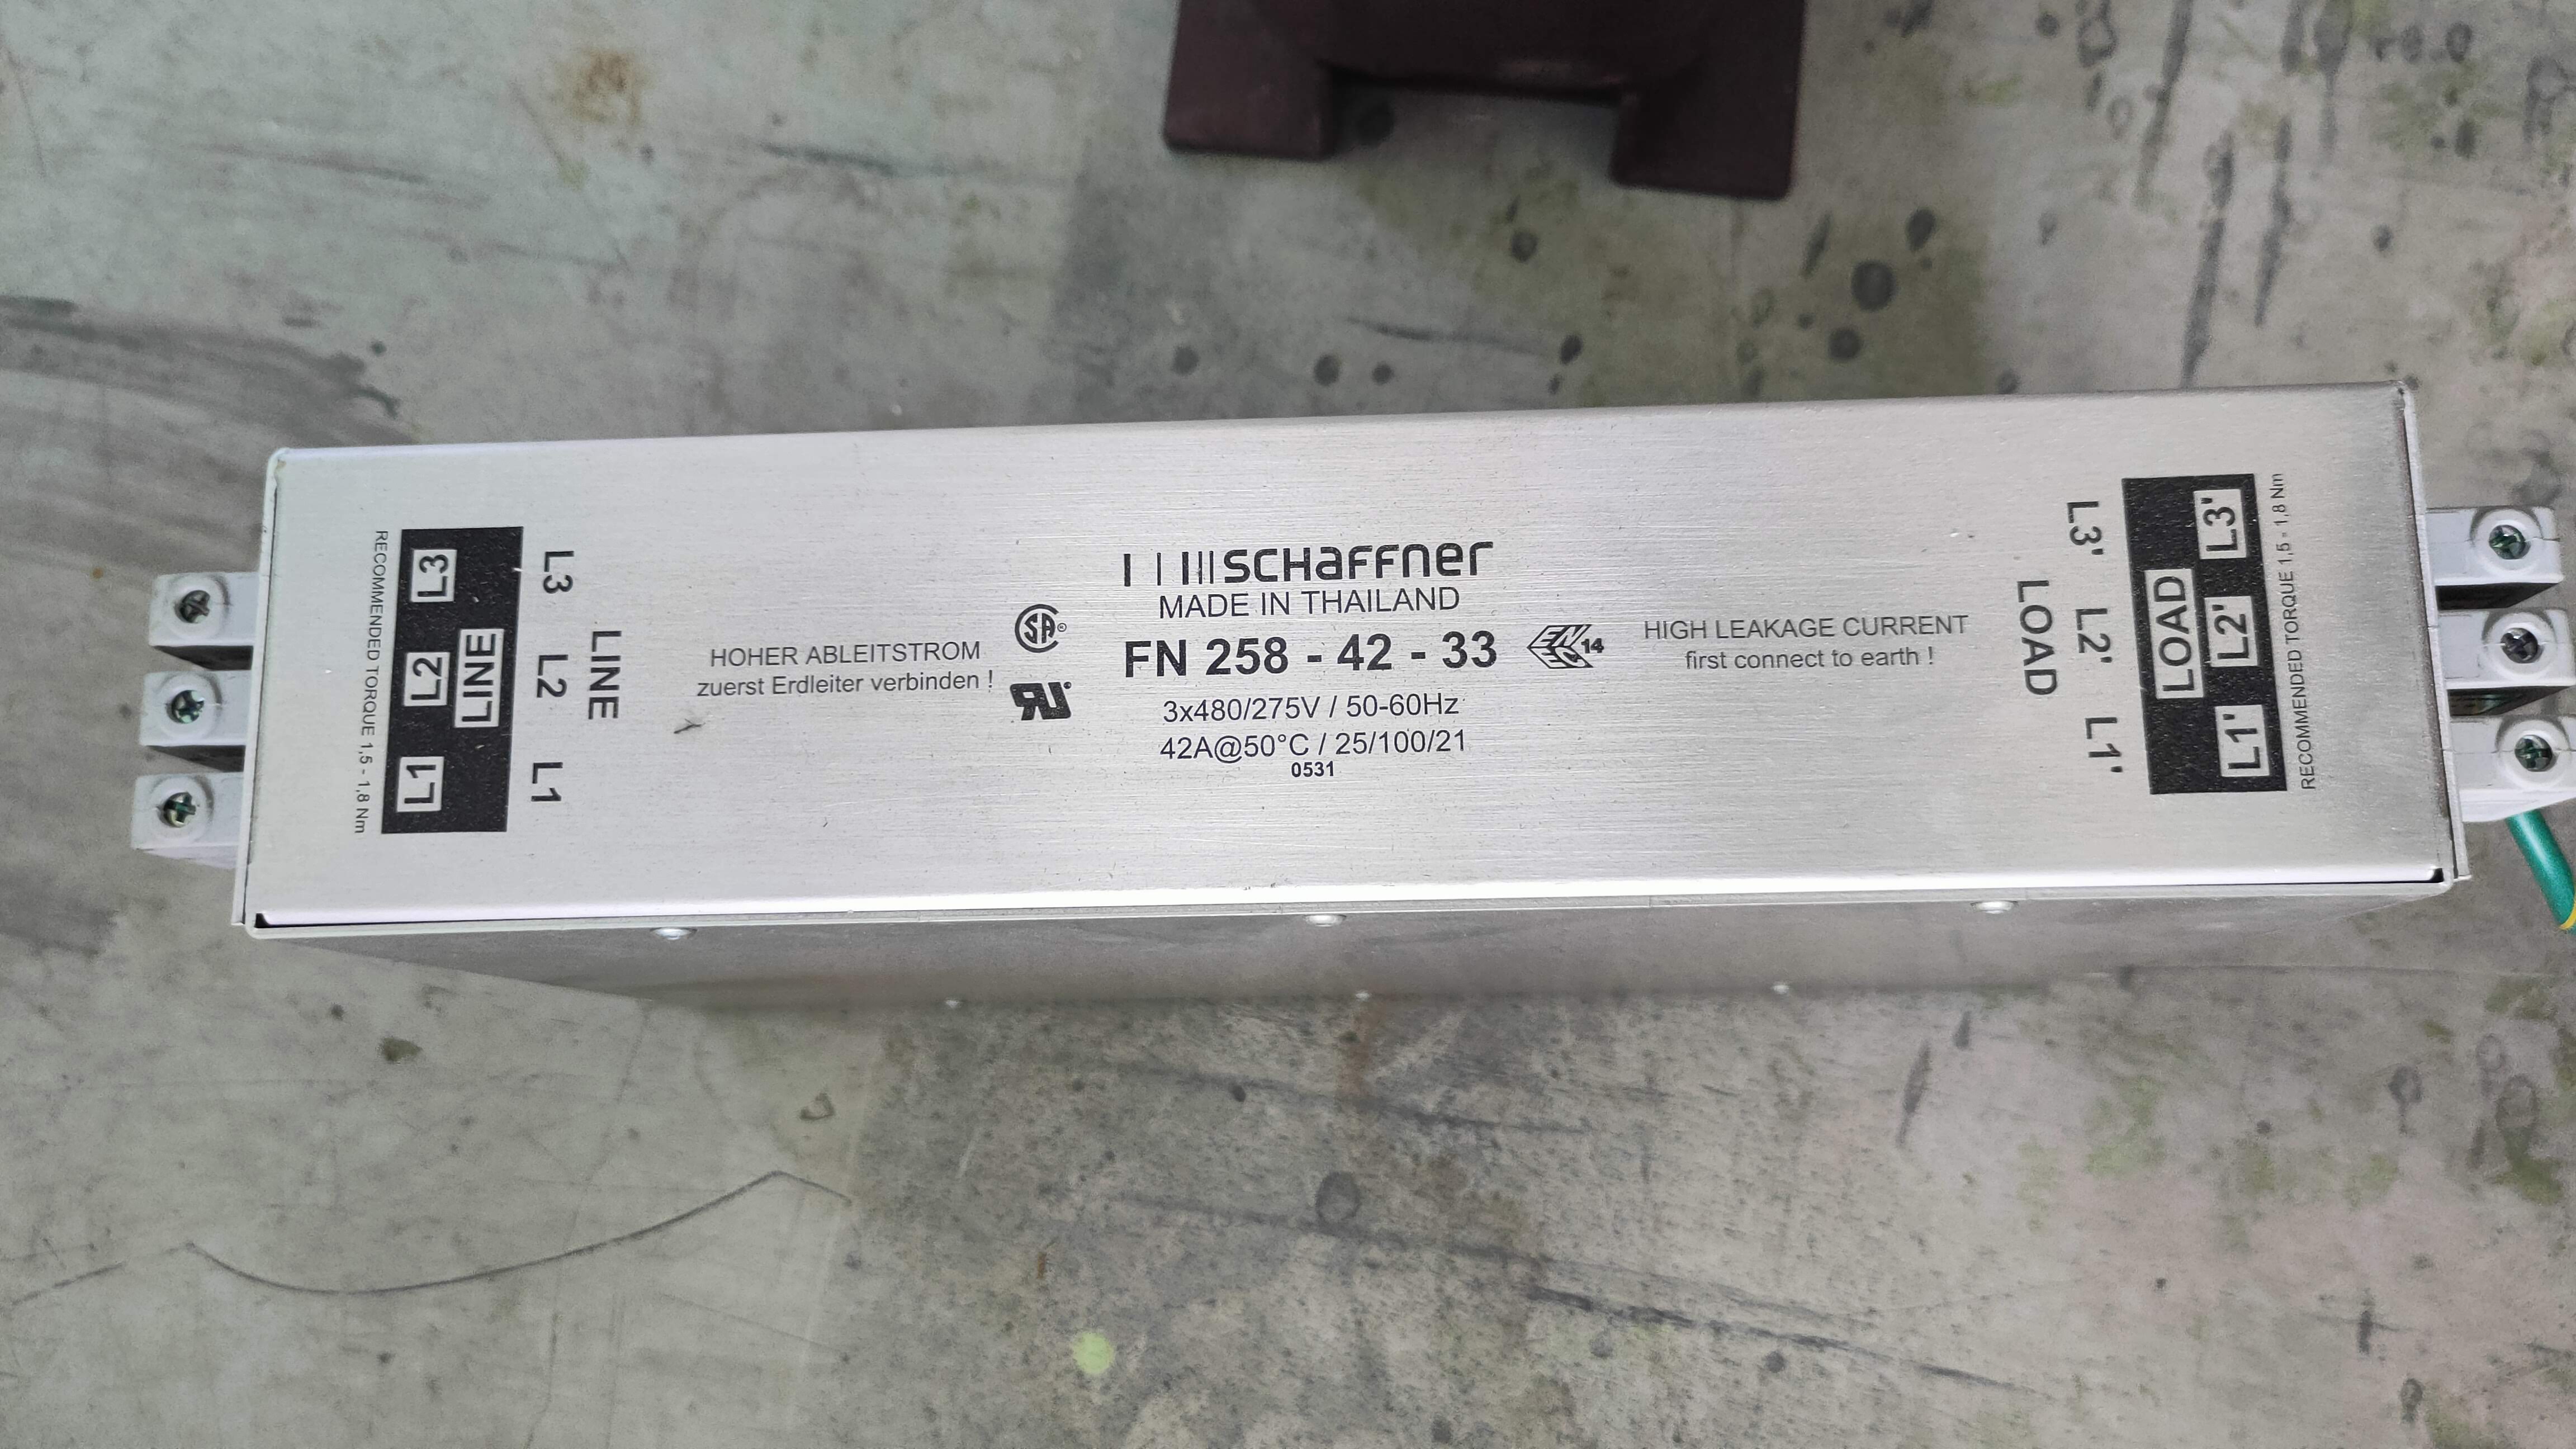 RECOMMENDED TORQUE 1,5 - 1,8 Nm
L1 L2 L3
LINE
L1 L2 L3
LINE
HOHER ABLEITSTROM
zuerst Erdleiter verbinden !
SA
SCHAFFNER
MADE IN THAILAND
FN 258 - 42 - 33
3x480/275V / 50-60Hz
42A@50°C / 25/100/21
0531
14
HIGH LEAKAGE CURRENT
first connect to earth !
LOAD
L3' L2' L1'
LOAD
L1' L2' L3'
RECOMMENDED TORQUE 1,5 - 1,8 Nm